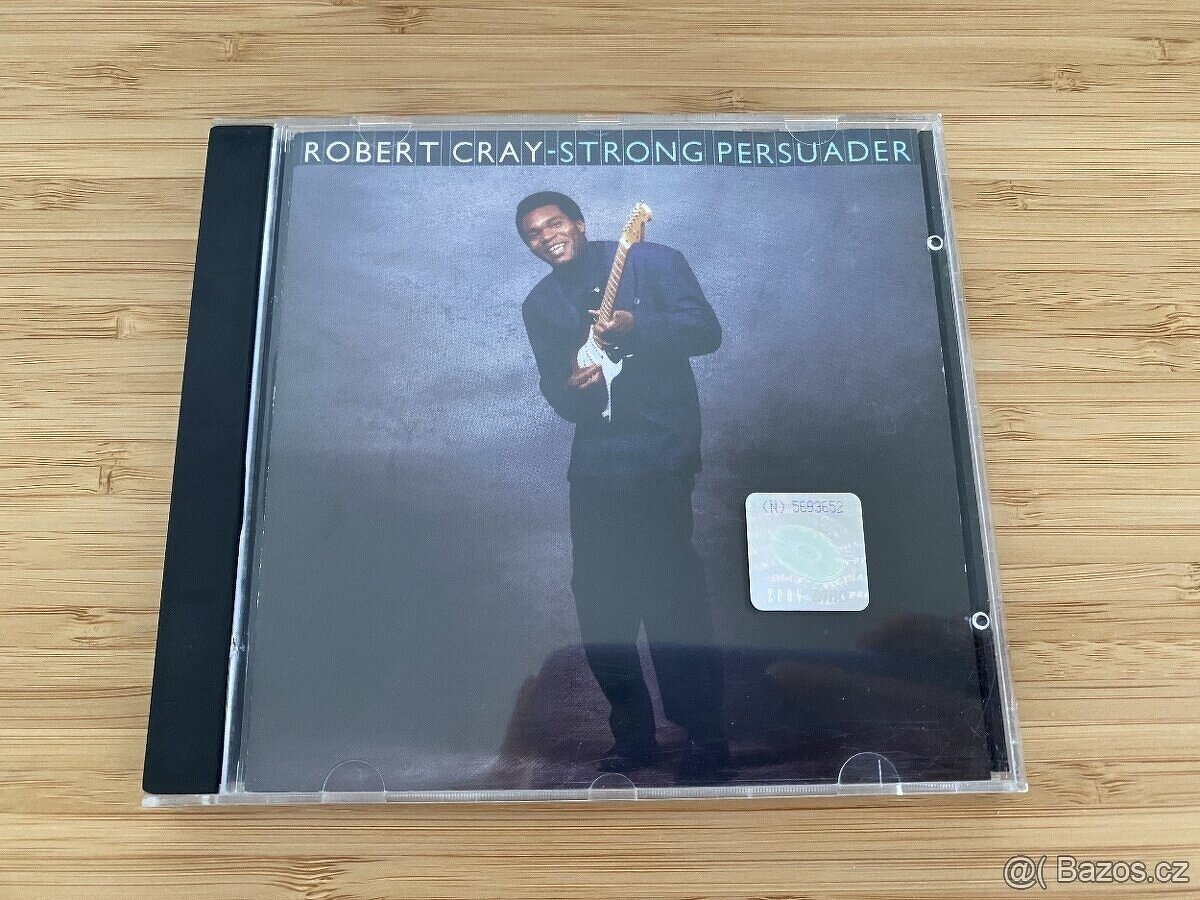 ROBERT CRAY-STRONG PERSUADER
(N) 5693652
@( Bazos.cz